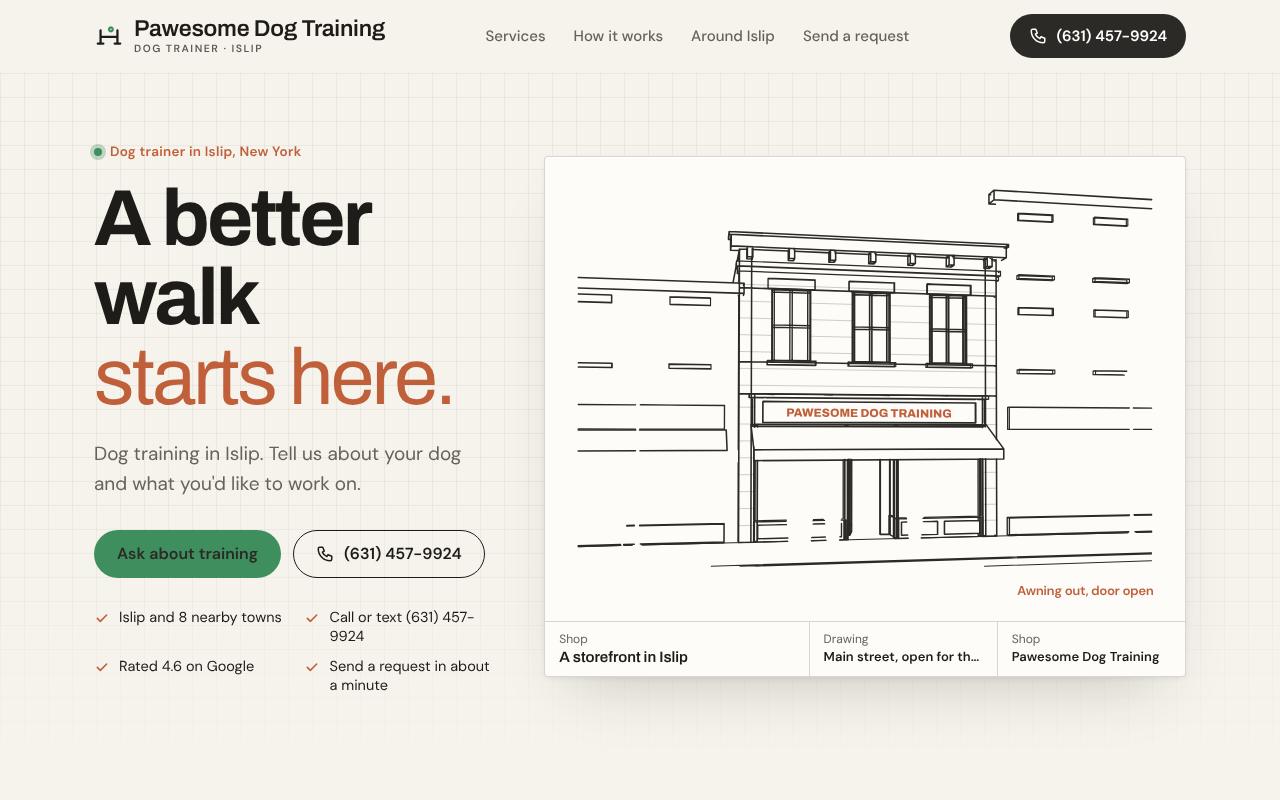 Pawesome Dog Training
DOG TRAINER · ISLIP
Services
How it works
Around Islip
Send a request
(631) 457-9924
Dog trainer in Islip, New York
A better
walk
starts here.
Dog training in Islip. Tell us about your dog
and what you'd like to work on.
Ask about training
(631) 457-9924
Islip and 8 nearby towns
Call or text (631) 457-
9924
Rated 4.6 on Google
Send a request in about
a minute
PAWESOME DOG TRAINING
Awning out, door open
Shop
A storefront in Islip
Drawing
Main street, open for th...
Shop
Pawesome Dog Training